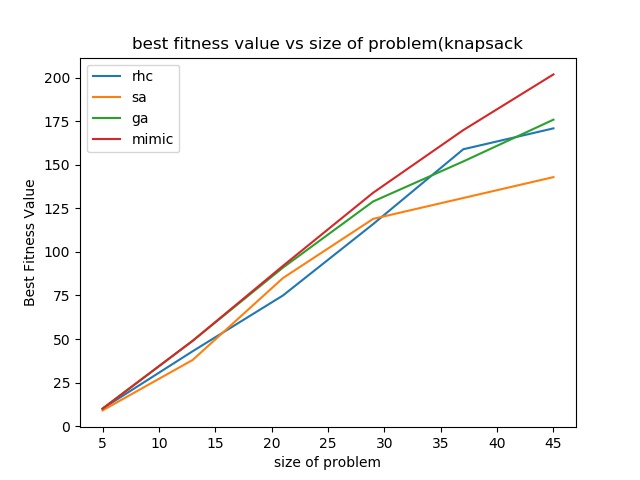 best fitness value vs size of problem(knapsack
rhc
sa
ga
mimic
200
175
150
125
100
75
50
25
0
Best Fitness Value
5 10 15 20 25 30 35 40 45
size of problem